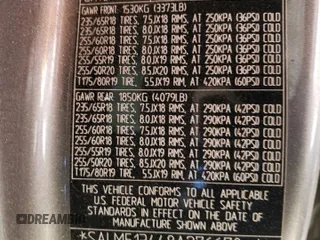 GAWR FRONT 1530KG (3373LB)
235/65R18 TIRES, 7.5JX18 RIMS, AT 250KPA (36PSI) COLD
235/65R18 TIRES, 8.0JX18 RIMS, AT 250KPA (36PSI) COLD
255/60R18 TIRES, 7.5JX18 RIMS, AT 250KPA (36PSI) COLD
255/60R18 TIRES, 8.0JX18 RIMS, AT 250KPA (36PSI) COLD
255/55R19 TIRES, 8.0JX19 RIMS, AT 250KPA (36PSI) COLD
255/50R20 TIRES, 8.5JX20 RIMS, AT 250KPA (36PSI) COLD
T175/80R19 TIRES, 5.5JX19 RIM, AT 420KPA (60PSI) COLD
GAWR REAR 1850KG (4079LB)
235/65R18 TIRES, 7.5JX18 RIMS, AT 290KPA (42PSI) COLD
235/65R18 TIRES, 8.0JX18 RIMS, AT 290KPA (42PSI) COLD
255/60R18 TIRES, 7.5JX18 RIMS, AT 290KPA (42PSI) COLD
255/60R18 TIRES, 8.0JX18 RIMS, AT 290KPA (42PSI) COLD
255/55R19 TIRES, 8.0JX19 RIMS, AT 290KPA (42PSI) COLD
255/50R20 TIRES, 8.5JX20 RIMS, AT 290KPA (42PSI) COLD
T175/80R19 TIRES, 5.5JX19 RIM, AT 420KPA (60PSI) COLD
THIS VEHICLE CONFORMS TO ALL APPLICABLE
U.S FEDERAL MOTOR VEHICLE SAFETY
STANDARDS IN EFFECT ON THE DATE OF
MANUFACTURE SHOWN ABOVE.